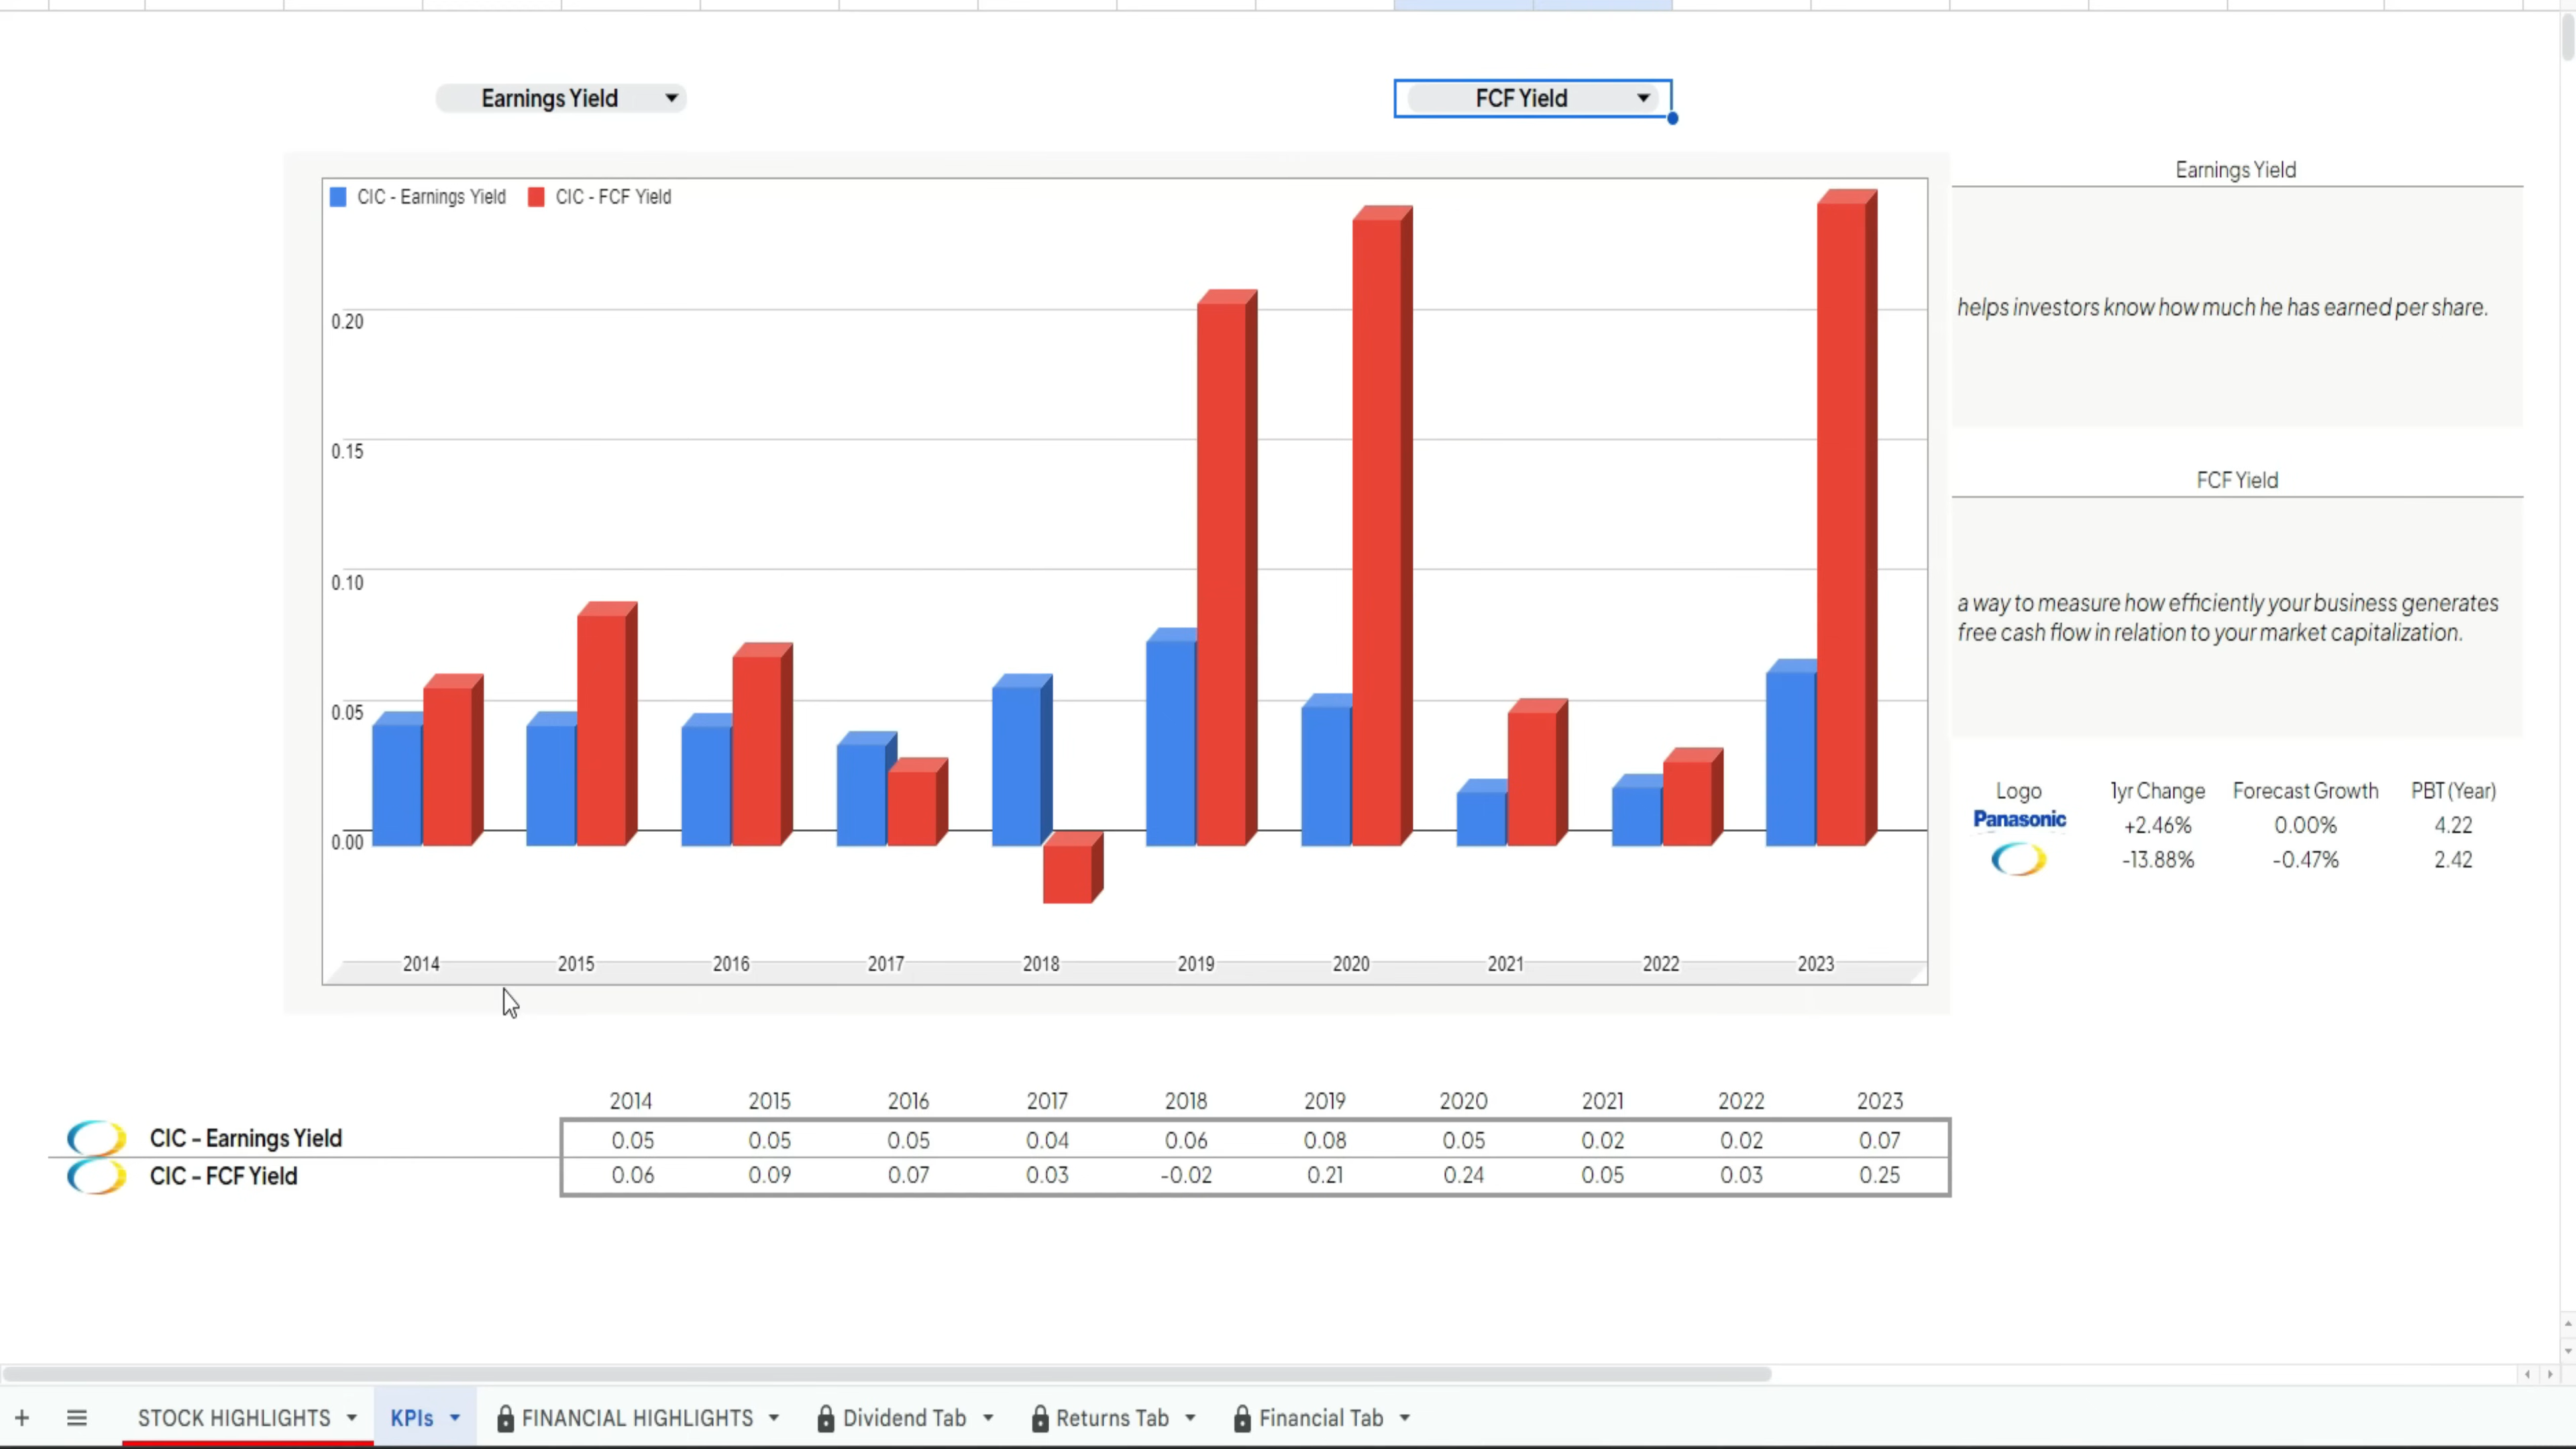 Earnings Yield
FCF Yield
CIC - Earnings Yield CIC - FCF Yield
0.20
0.15
0.10
0.05
0.00
2014 2015 2016 2017 2018 2019 2020 2021 2022 2023
Earnings Yield
helps investors know how much he has earned per share.
FCF Yield
a way to measure how efficiently your business generates
free cash flow in relation to your market capitalization.
Logo 1yr Change Forecast Growth PBT (Year)
Panasonic +2.46% 0.00% 4.22
-13.88% -0.47% 2.42
2014 2015 2016 2017 2018 2019 2020 2021 2022 2023
CIC - Earnings Yield 0.05 0.05 0.05 0.04 0.06 0.08 0.05 0.02 0.02 0.07
CIC - FCF Yield 0.06 0.09 0.07 0.03 -0.02 0.21 0.24 0.05 0.03 0.25
STOCK HIGHLIGHTS KPIs FINANCIAL HIGHLIGHTS Dividend Tab Returns Tab Financial Tab